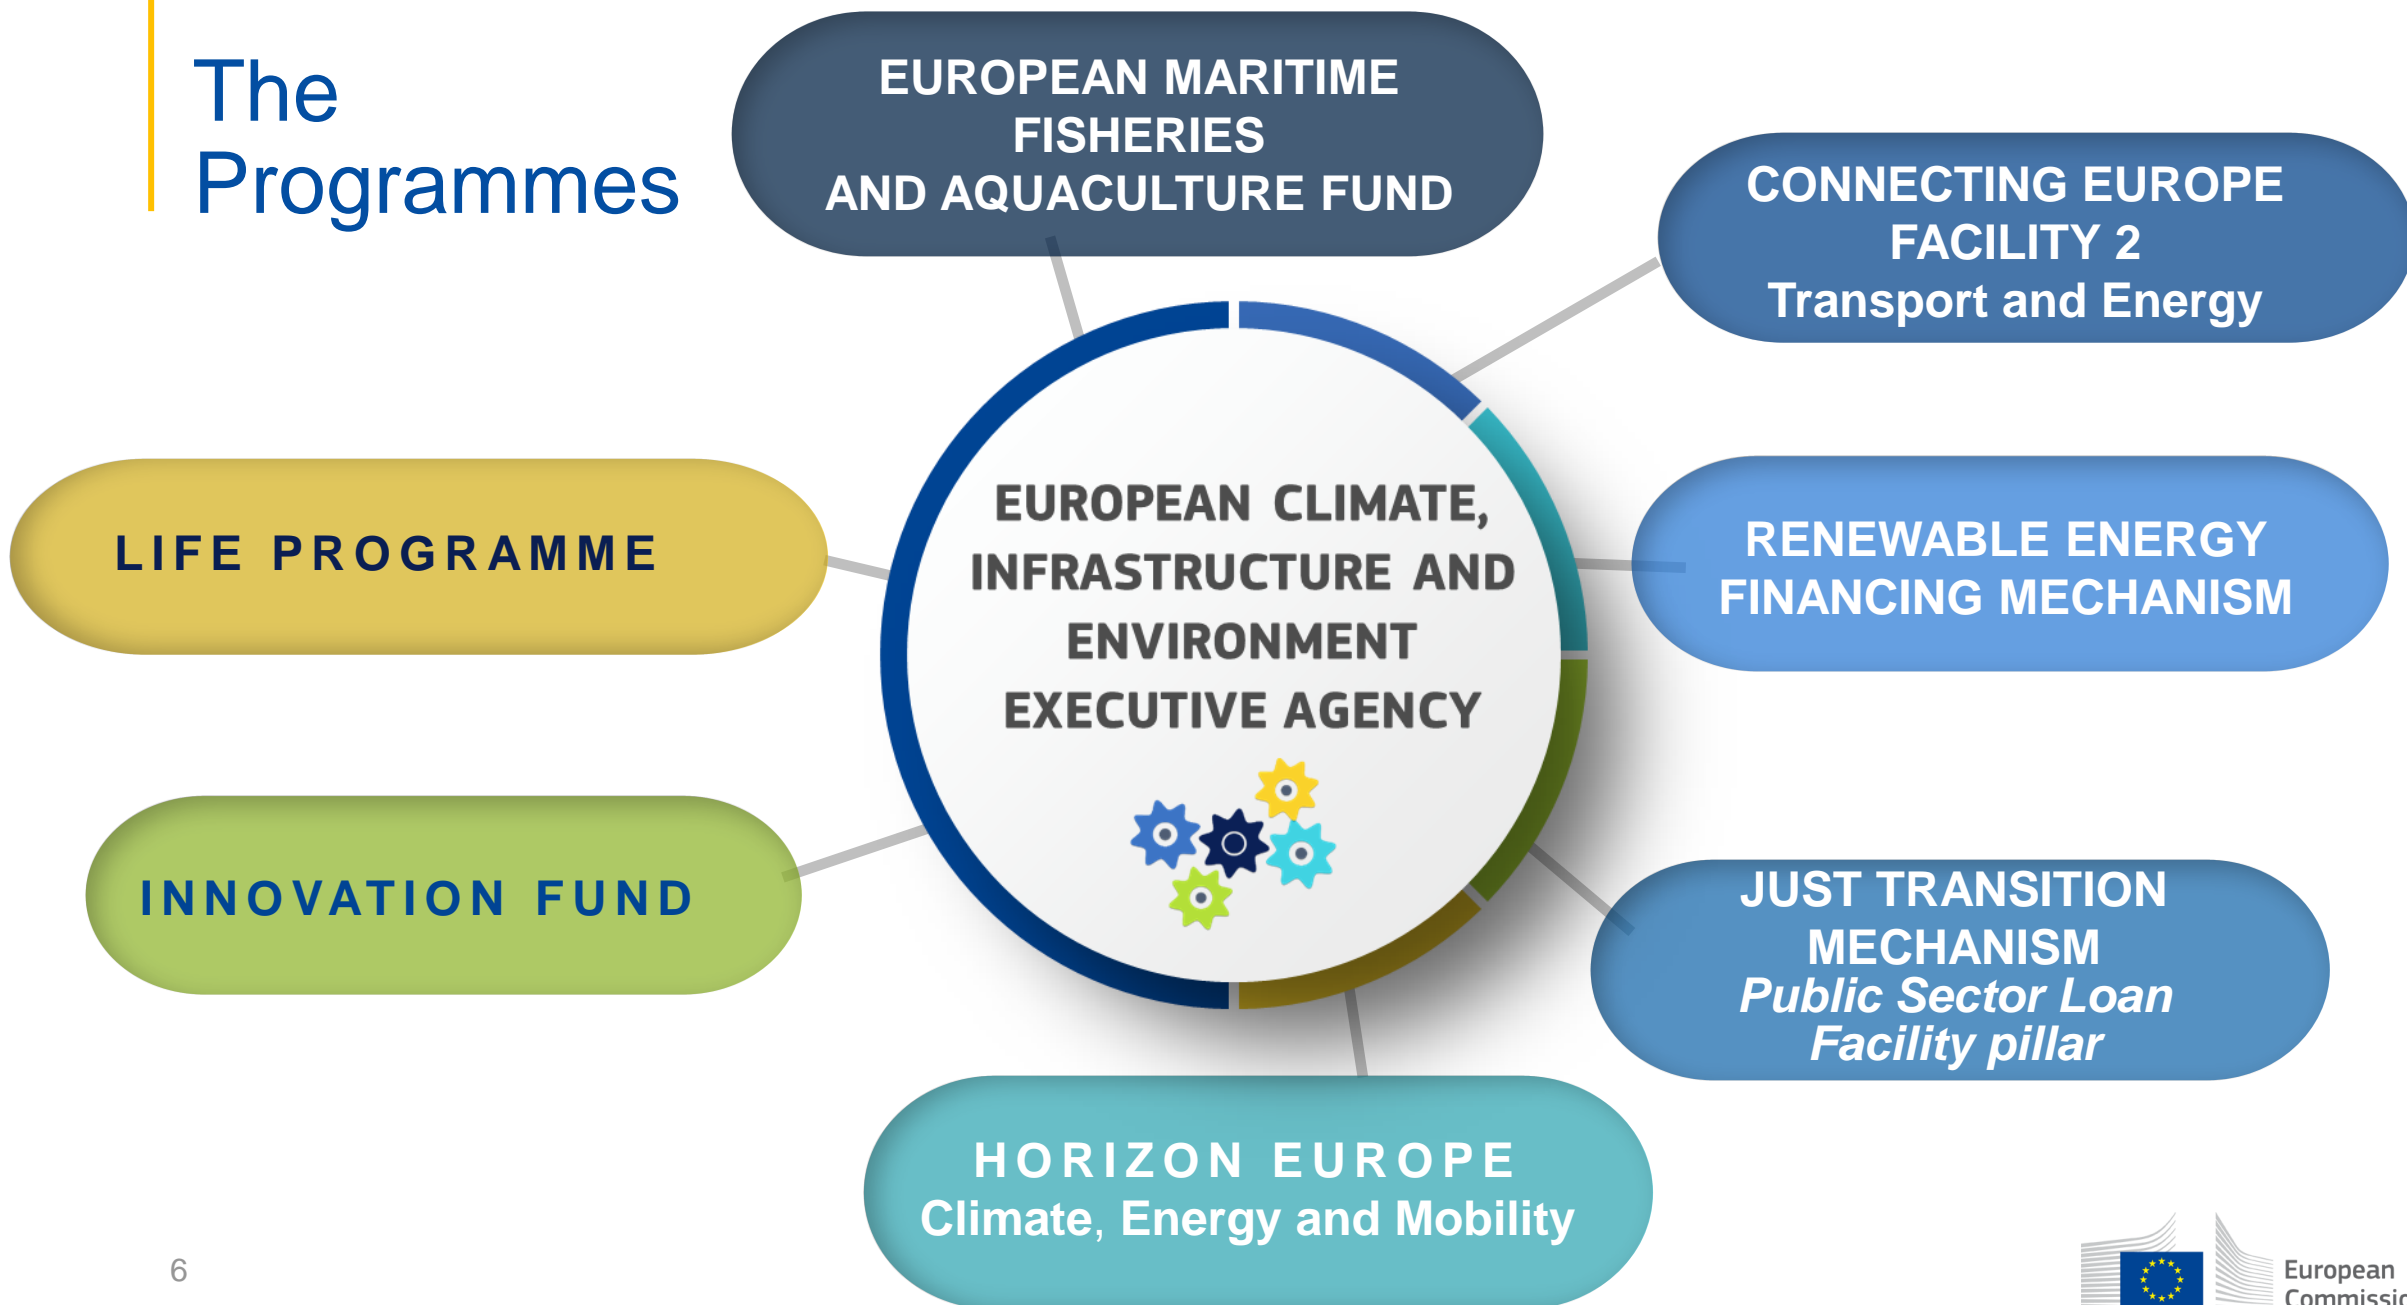 The
Programmes
EUROPEAN MARITIME
FISHERIES
AND AQUACULTURE FUND
CONNECTING EUROPE
FACILITY 2
Transport and Energy
LIFE PROGRAMME
EUROPEAN CLIMATE,
INFRASTRUCTURE AND
ENVIRONMENT
EXECUTIVE AGENCY
RENEWABLE ENERGY
FINANCING MECHANISM
INNOVATION FUND
JUST TRANSITION
MECHANISM
Public Sector Loan
Facility pillar
HORIZON EUROPE
Climate, Energy and Mobility
6
European